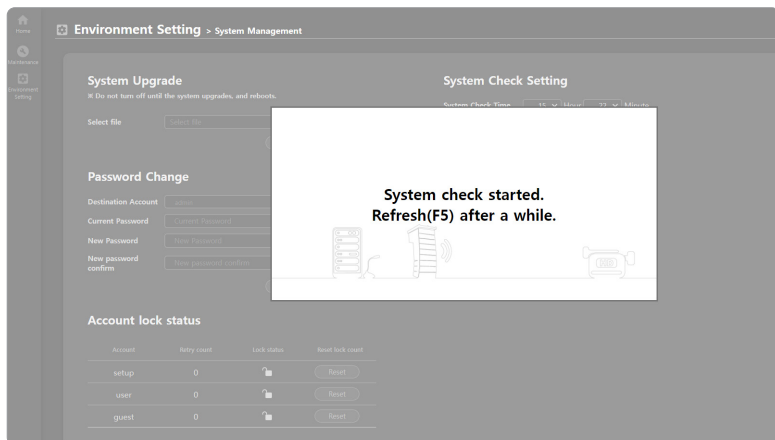 Home
Maintenance
Environment
Setting
Environment Setting > System Management
System Upgrade
※ Do not turn off until the system upgrades, and reboots.
Select file Select file
Password Change
Destination Account admin
Current Password Current Password
New Password New Password
New password
confirm New password confirm
System Check Setting
System Check Time 15 Hour 22 Minute
System check started.
Refresh(F5) after a while.
Account lock status
Account Retry count Lock status Reset lock count
setup 0 Reset
user 0 Reset
guest 0 Reset